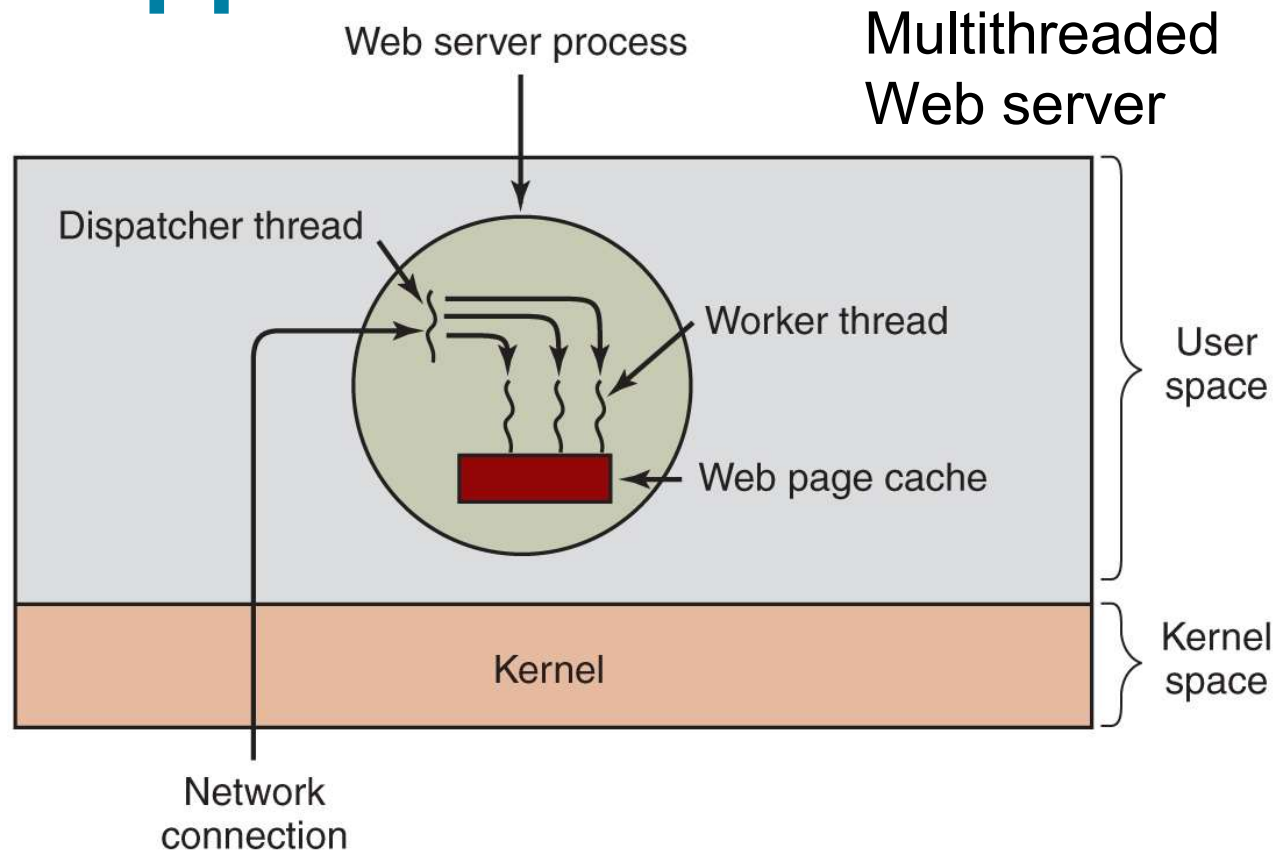 Multithreaded
Web server
Web server process
Dispatcher thread
Worker thread
Web page cache
User
space
Kernel
Kernel
space
Network
connection